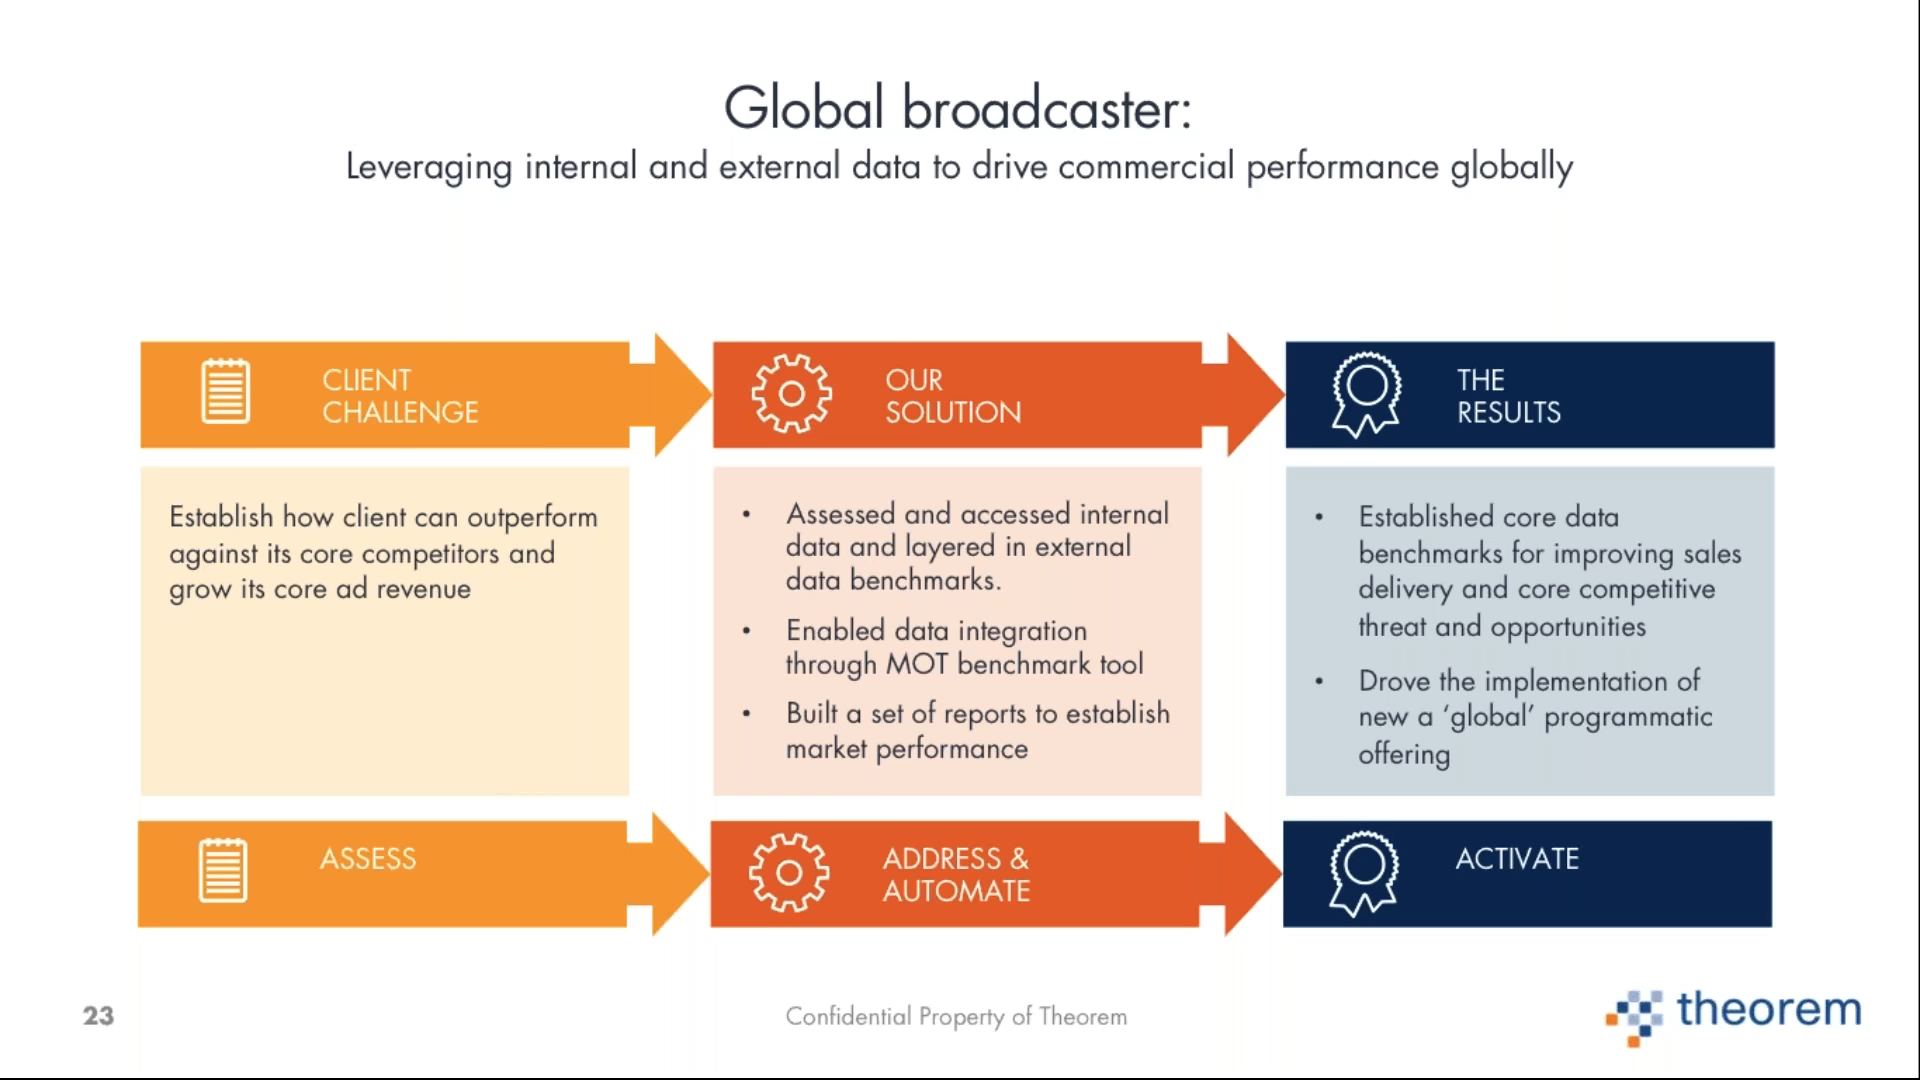 Global broadcaster:
Leveraging internal and external data to drive commercial performance globally
CLIENT
CHALLENGE
Establish how client can outperform
against its core competitors and
grow its core ad revenue
ASSESS
OUR
SOLUTION
• Assessed and accessed internal
data and layered in external
data benchmarks.
• Enabled data integration
through MOT benchmark tool
• Built a set of reports to establish
market performance
ADDRESS &
AUTOMATE
THE
RESULTS
• Established core data
benchmarks for improving sales
delivery and core competitive
threat and opportunities
• Drove the implementation of
new a ‘global’ programmatic
offering
ACTIVATE
23
Confidential Property of Theorem
theorem